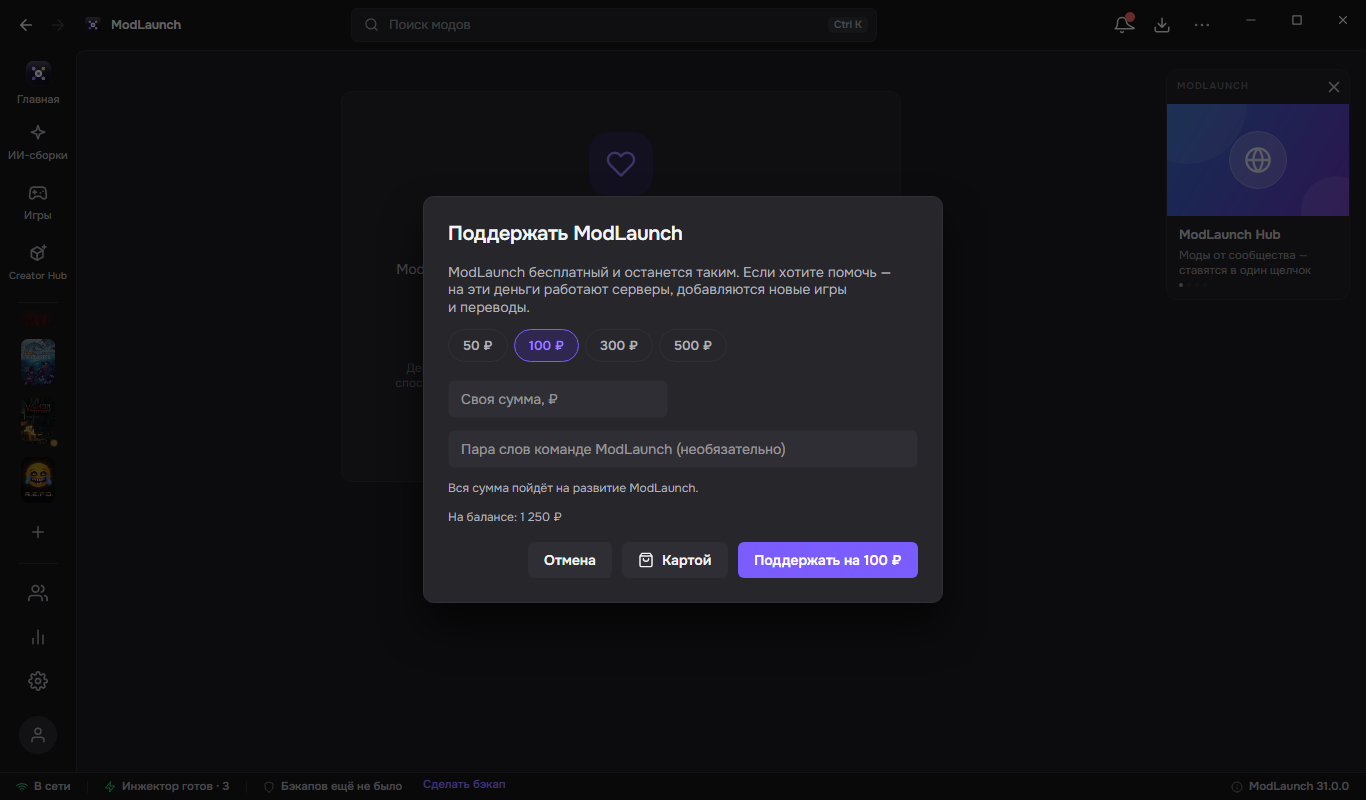 ModLaunch
Поиск модов
Ctrl K
Главная
ИИ-сборки
Игры
Creator Hub
MODLAUNCH
ModLaunch Hub
Моды от сообщества —
ставятся в один щелчок
Поддержать ModLaunch
ModLaunch бесплатный и останется таким. Если хотите помочь —
на эти деньги работают серверы, добавляются новые игры
и переводы.
50 ₽
100 ₽
300 ₽
500 ₽
Своя сумма, ₽
Пара слов команде ModLaunch (необязательно)
Вся сумма пойдёт на развитие ModLaunch.
На балансе: 1 250 ₽
Отмена
Картой
Поддержать на 100 ₽
В сети
Инжектор готов · 3
Бэкапов ещё не было
Сделать бэкап
ModLaunch 31.0.0